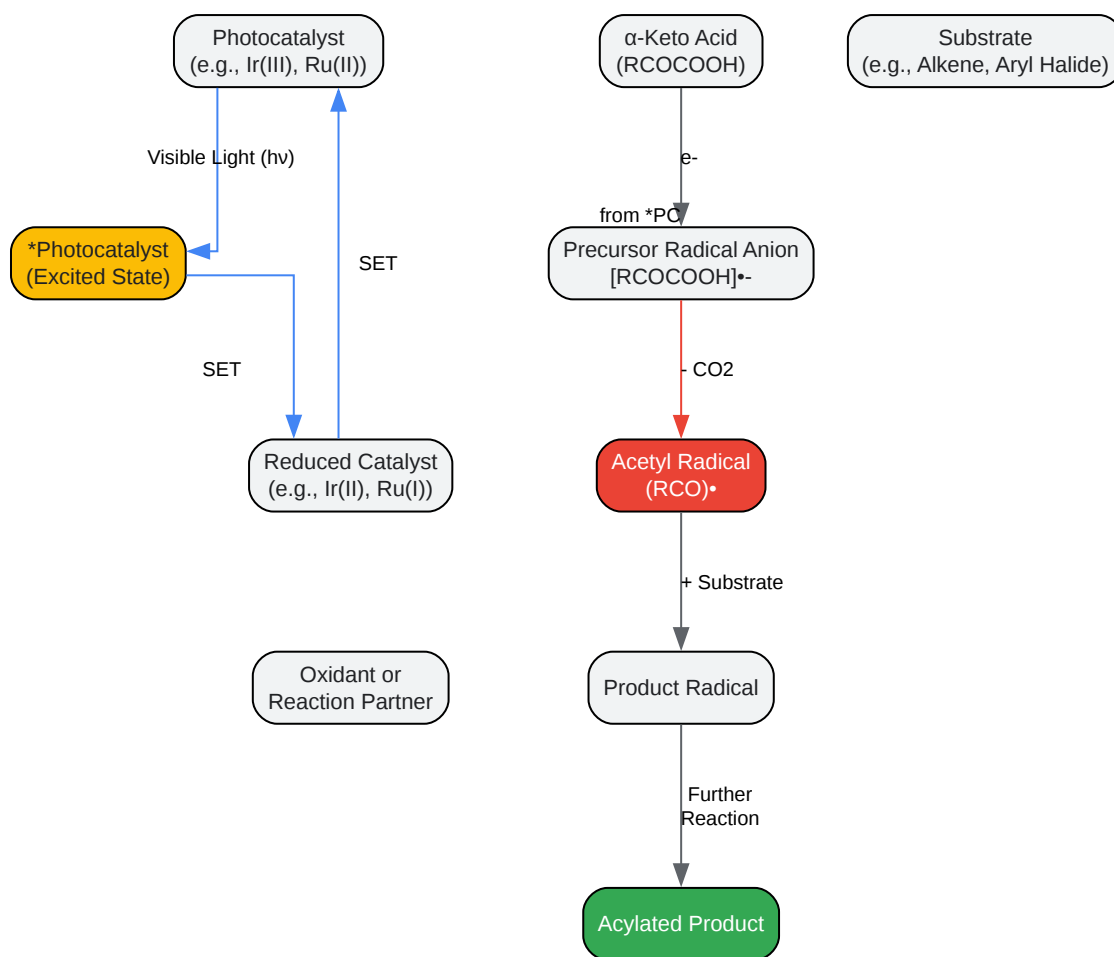 Photocatalyst
(e.g., Ir(III), Ru(II))
α-Keto Acid
(RCOCOOH)
Substrate
(e.g., Alkene, Aryl Halide)
Visible Light (hν)
e-
from *PC
*Photocatalyst
(Excited State)
SET
Precursor Radical Anion
[RCOCOOH]•-
SET
- CO2
Reduced Catalyst
(e.g., Ir(II), Ru(I))
Acetyl Radical
(RCO)•
+ Substrate
Oxidant or
Reaction Partner
Product Radical
Further
Reaction
Acylated Product